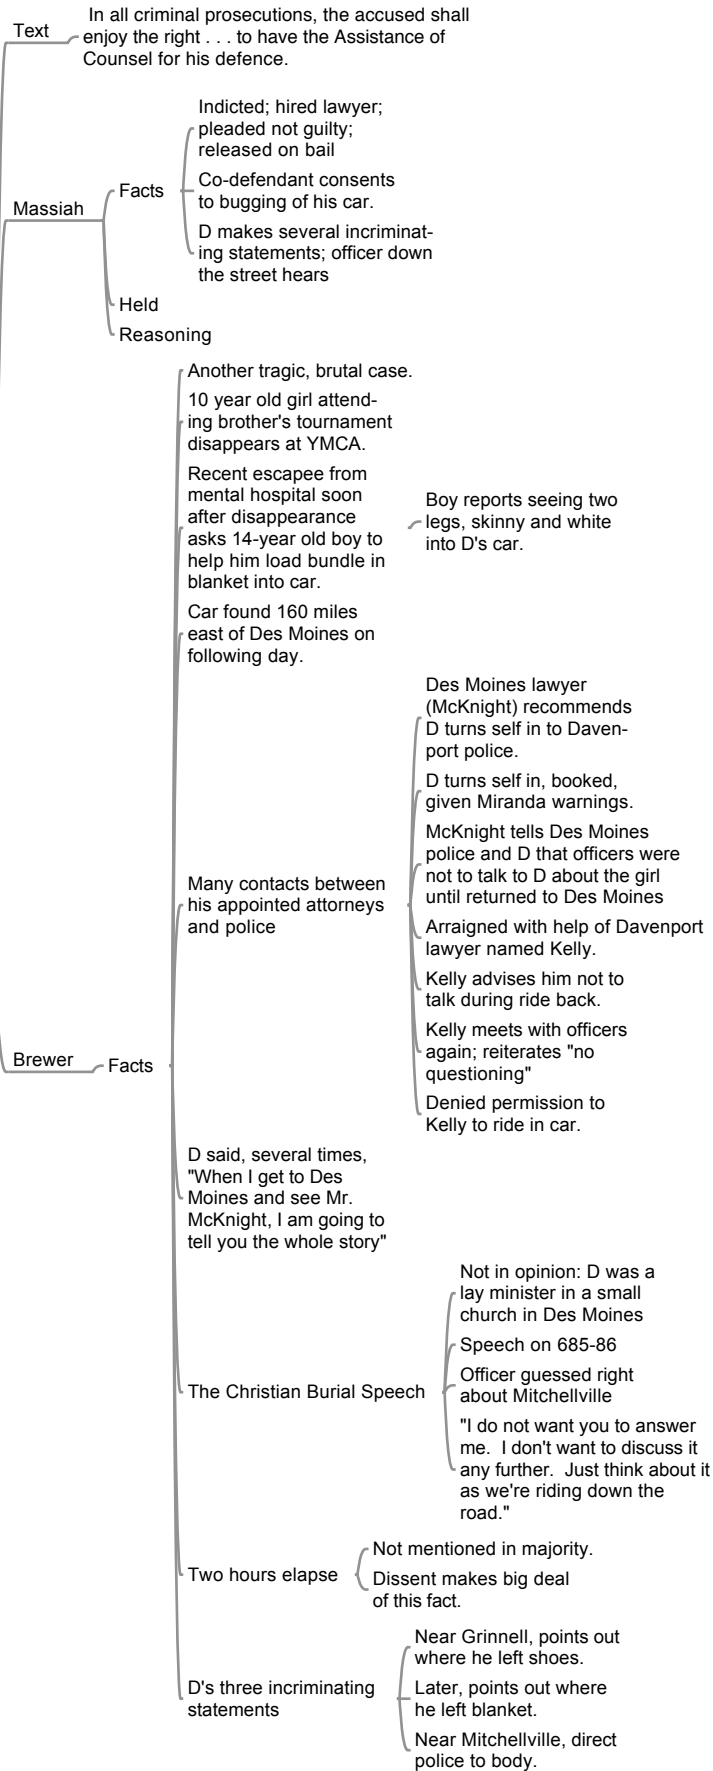 Text
In all criminal prosecutions, the accused shall
enjoy the right . . . to have the Assistance of
Counsel for his defence.
Massiah
Facts
Indicted; hired lawyer;
pleaded not guilty;
released on bail
Co-defendant consents
to bugging of his car.
D makes several incriminat-
ing statements; officer down
the street hears
Held
Reasoning
Brewer
Facts
Another tragic, brutal case.
10 year old girl attend-
ing brother's tournament
disappears at YMCA.
Recent escapee from
mental hospital soon
after disappearance
asks 14-year old boy to
help him load bundle in
blanket into car.
Boy reports seeing two
legs, skinny and white
into D's car.
Car found 160 miles
east of Des Moines on
following day.
Many contacts between
his appointed attorneys
and police
Des Moines lawyer
(McKnight) recommends
D turns self in to Daven-
port police.
D turns self in, booked,
given Miranda warnings.
McKnight tells Des Moines
police and D that officers were
not to talk to D about the girl
until returned to Des Moines
Arraigned with help of Davenport
lawyer named Kelly.
Kelly advises him not to
talk during ride back.
Kelly meets with officers
again; reiterates "no
questioning"
Denied permission to
Kelly to ride in car.
D said, several times,
"When I get to Des
Moines and see Mr.
McKnight, I am going to
tell you the whole story"
The Christian Burial Speech
Not in opinion: D was a
lay minister in a small
church in Des Moines
Speech on 685-86
Officer guessed right
about Mitchellville
"I do not want you to answer
me.  I don't want to discuss it
any further.  Just think about it
as we're riding down the
road."
Two hours elapse
Not mentioned in majority.
Dissent makes big deal
of this fact.
D's three incriminating
statements
Near Grinnell, points out
where he left shoes.
Later, points out where
he left blanket.
Near Mitchellville, direct
police to body.